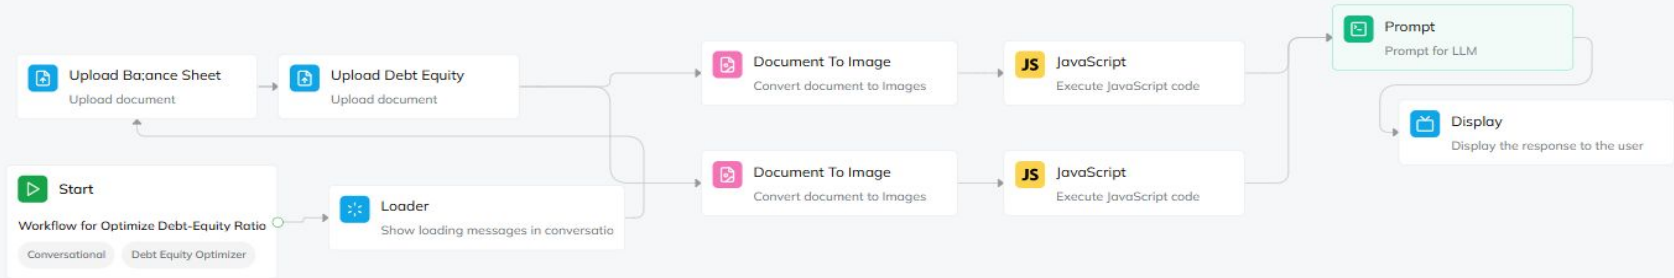 Upload Ba;ance Sheet
Upload document
Upload Debt Equity
Upload document
Document To Image
Convert document to Images
JS
JavaScript
Execute JavaScript code
Prompt
Prompt for LLM
Display
Display the response to the user
Start
Workflow for Optimize Debt-Equity Ratio
Conversational
Debt Equity Optimizer
Loader
Show loading messages in conversatio
Document To Image
Convert document to Images
JS
JavaScript
Execute JavaScript code